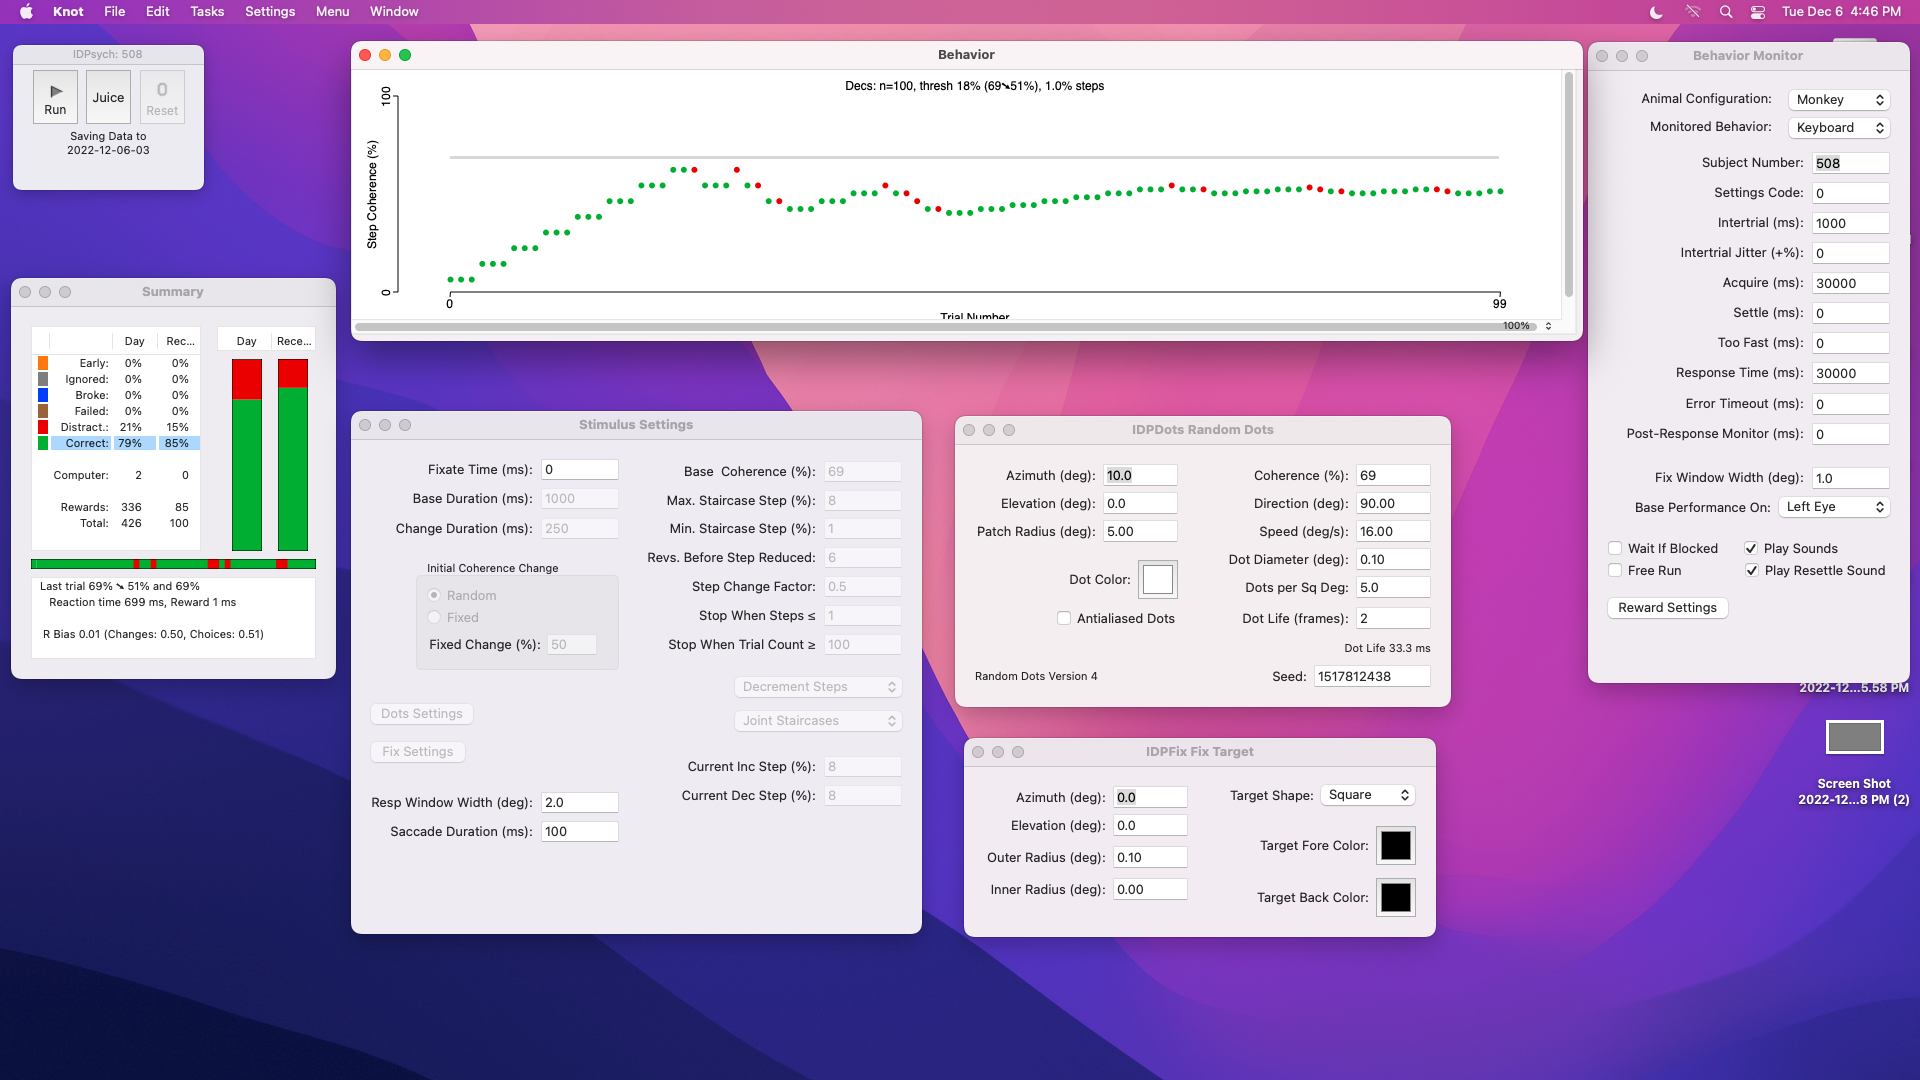 Knot File Edit Tasks Settings Menu Window
Tue Dec 6 4:46 PM
IDPsych: 508
Run
Juice
0
Reset
Saving Data to
2022-12-06-03
Behavior
Decs: n=100, thresh 18% (69➘51%), 1.0% steps
100
Step Coherence (%)
0
0
99
Trial Number
100%
Behavior Monitor
Animal Configuration: Monkey
Monitored Behavior: Keyboard
Subject Number: 508
Settings Code: 0
Intertrial (ms): 1000
Intertrial Jitter (+%): 0
Acquire (ms): 30000
Settle (ms): 0
Too Fast (ms): 0
Response Time (ms): 30000
Error Timeout (ms): 0
Post-Response Monitor (ms): 0
Fix Window Width (deg): 1.0
Base Performance On: Left Eye
Wait If Blocked
Play Sounds
Free Run
Play Resettle Sound
Reward Settings
Summary
Day Rec...
Early: 0% 0%
Ignored: 0% 0%
Broke: 0% 0%
Failed: 0% 0%
Distract.: 21% 15%
Correct: 79% 85%
Computer: 2 0
Rewards: 336 85
Total: 426 100
Day Rece...
Last trial 69% ➘ 51% and 69%
Reaction time 699 ms, Reward 1 ms
R Bias 0.01 (Changes: 0.50, Choices: 0.51)
Stimulus Settings
Fixate Time (ms): 0
Base Duration (ms): 1000
Change Duration (ms): 250
Initial Coherence Change
Random
Fixed
Fixed Change (%): 50
Dots Settings
Fix Settings
Resp Window Width (deg): 2.0
Saccade Duration (ms): 100
Base Coherence (%): 69
Max. Staircase Step (%): 8
Min. Staircase Step (%): 1
Revs. Before Step Reduced: 6
Step Change Factor: 0.5
Stop When Steps ≤ 1
Stop When Trial Count ≥ 100
Decrement Steps
Joint Staircases
Current Inc Step (%): 8
Current Dec Step (%): 8
IDPDots Random Dots
Azimuth (deg): 10.0
Elevation (deg): 0.0
Patch Radius (deg): 5.00
Dot Color:
Antialiased Dots
Random Dots Version 4
Coherence (%): 69
Direction (deg): 90.00
Speed (deg/s): 16.00
Dot Diameter (deg): 0.10
Dots per Sq Deg: 5.0
Dot Life (frames): 2
Dot Life 33.3 ms
Seed: 1517812438
IDPFix Fix Target
Azimuth (deg): 0.0
Elevation (deg): 0.0
Outer Radius (deg): 0.10
Inner Radius (deg): 0.00
Target Shape: Square
Target Fore Color:
Target Back Color:
2022-12...5.58 PM
Screen Shot
2022-12...8 PM (2)